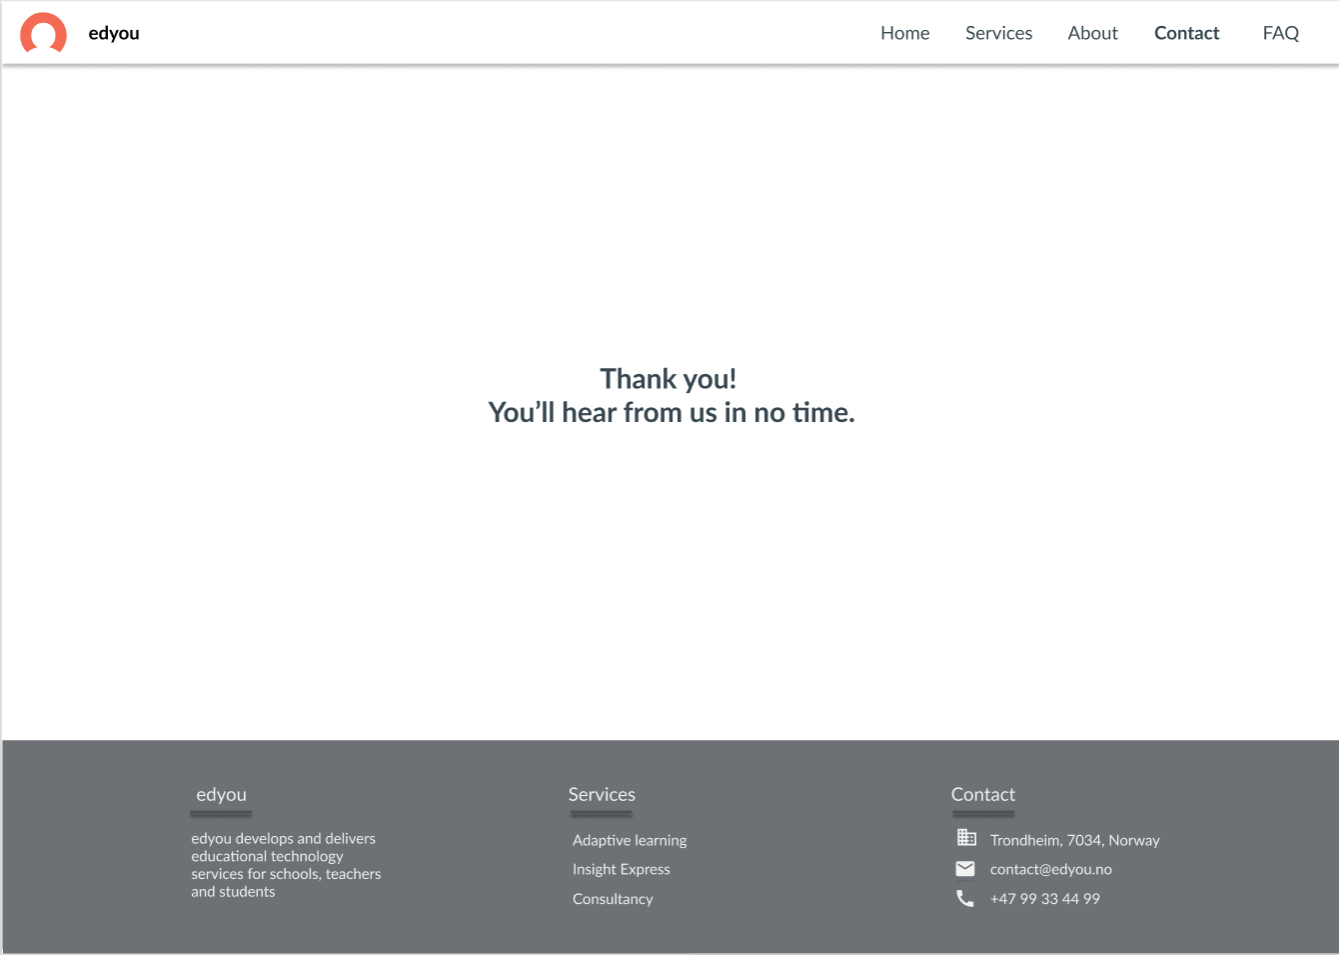 edyou
Home Services About Contact FAQ
Thank you!
You'll hear from us in no time.
edyou
edyou develops and delivers
educational technology
services for schools, teachers
and students
Services
Adaptive learning
Insight Express
Consultancy
Contact
Trondheim, 7034, Norway
contact@edyou.no
+47 99 33 44 99